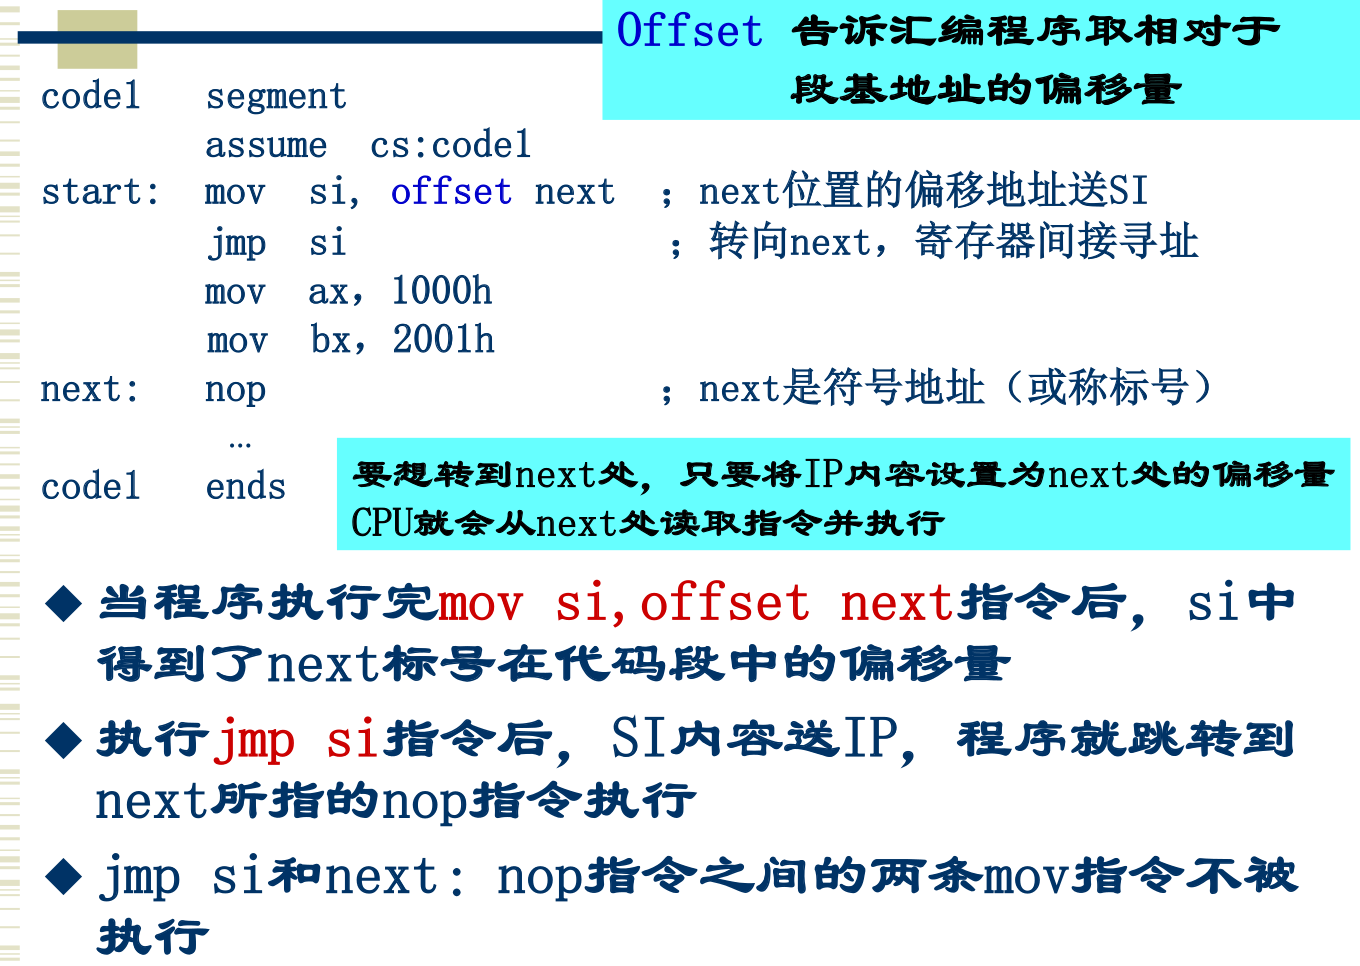 Offset 告诉汇编程序取相对于
段基地址的偏移量
code1 segment
assume cs:code1
start: mov si, offset next ；next位置的偏移地址送SI
jmp si ；转向next，寄存器间接寻址
mov ax，1000h
mov bx，2001h
next: nop ；next是符号地址（或称标号）
…
code1 ends
要想转到next处，只要将IP内容设置为next处的偏移量
CPU就会从next处读取指令并执行
◆ 当程序执行完mov si,offset next指令后，si中
得到了next标号在代码段中的偏移量
◆ 执行jmp si指令后，SI内容送IP，程序就跳转到
next所指的nop指令执行
◆ jmp si和next：nop指令之间的两条mov指令不被
执行